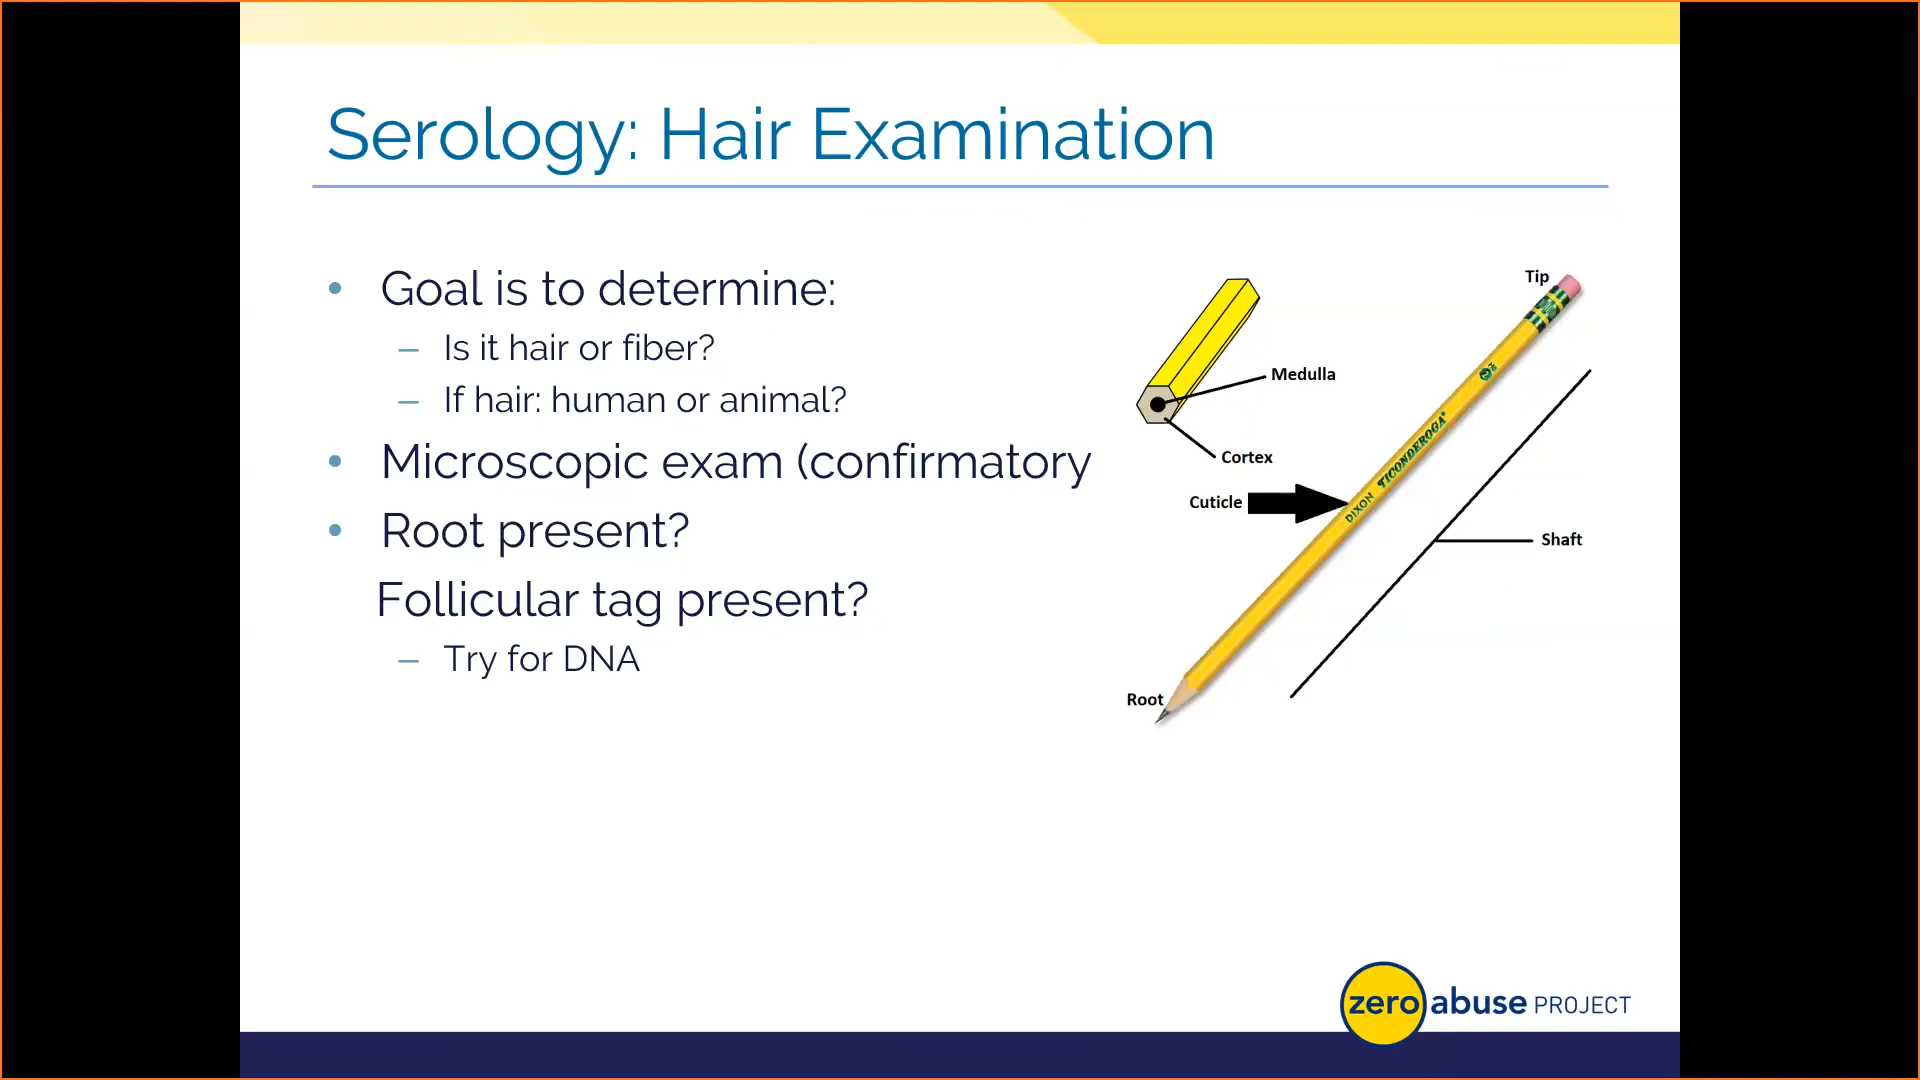 Serology: Hair Examination
• Goal is to determine:
– Is it hair or fiber?
– If hair: human or animal?
• Microscopic exam (confirmatory
• Root present?
Follicular tag present?
– Try for DNA
Tip
Medulla
Cortex
Cuticle
DIXON TICONDEROGA®
Shaft
Root
zero abuse PROJECT